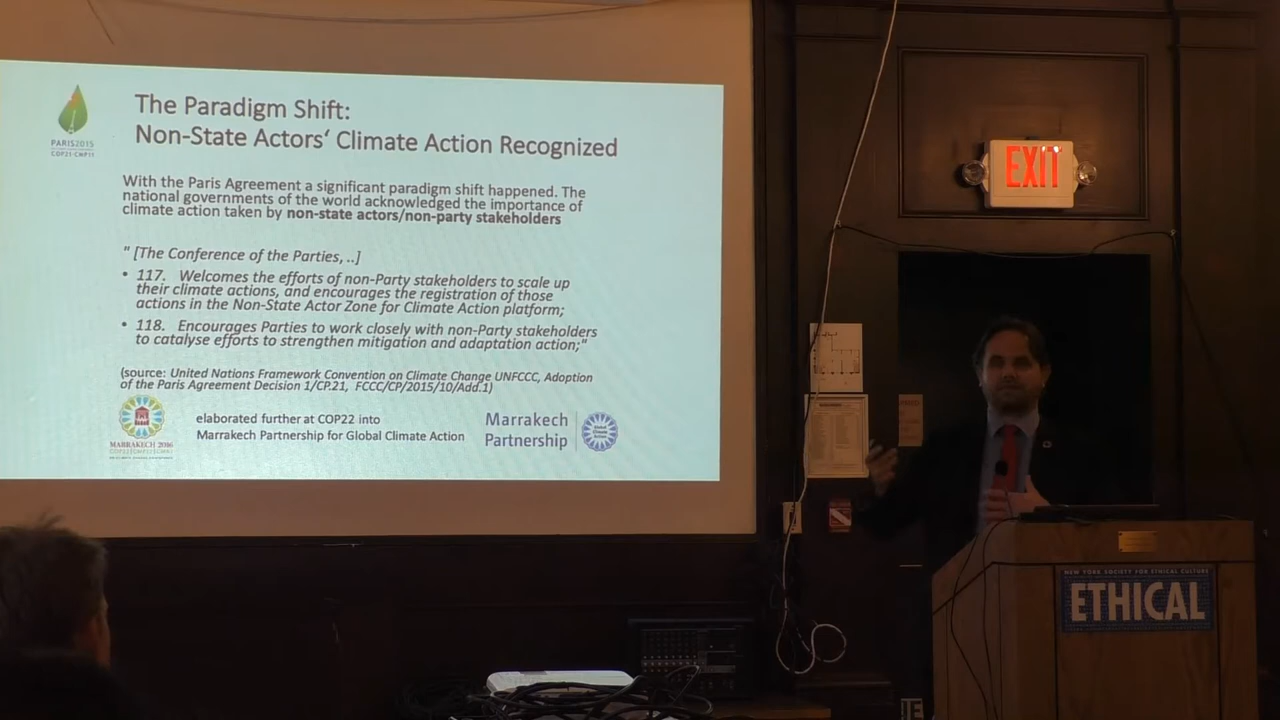 The Paradigm Shift:
Non-State Actors‘ Climate Action Recognized
PARIS2015
COP21·CMP11
With the Paris Agreement a significant paradigm shift happened. The
national governments of the world acknowledged the importance of
climate action taken by non-state actors/non-party stakeholders
" [The Conference of the Parties, ..]
• 117. Welcomes the efforts of non-Party stakeholders to scale up
their climate actions, and encourages the registration of those
actions in the Non-State Actor Zone for Climate Action platform;
• 118. Encourages Parties to work closely with non-Party stakeholders
to catalyse efforts to strengthen mitigation and adaptation action;"
(source: United Nations Framework Convention on Climate Change UNFCCC, Adoption
of the Paris Agreement Decision 1/CP.21, FCCC/CP/2015/10/Add.1)
MARRAKECH 2016
elaborated further at COP22 into
Marrakech Partnership for Global Climate Action
Marrakech
Partnership
Global
Climate
Action
EXIT
NEW YORK SOCIETY FOR ETHICAL CULTURE
ETHICAL